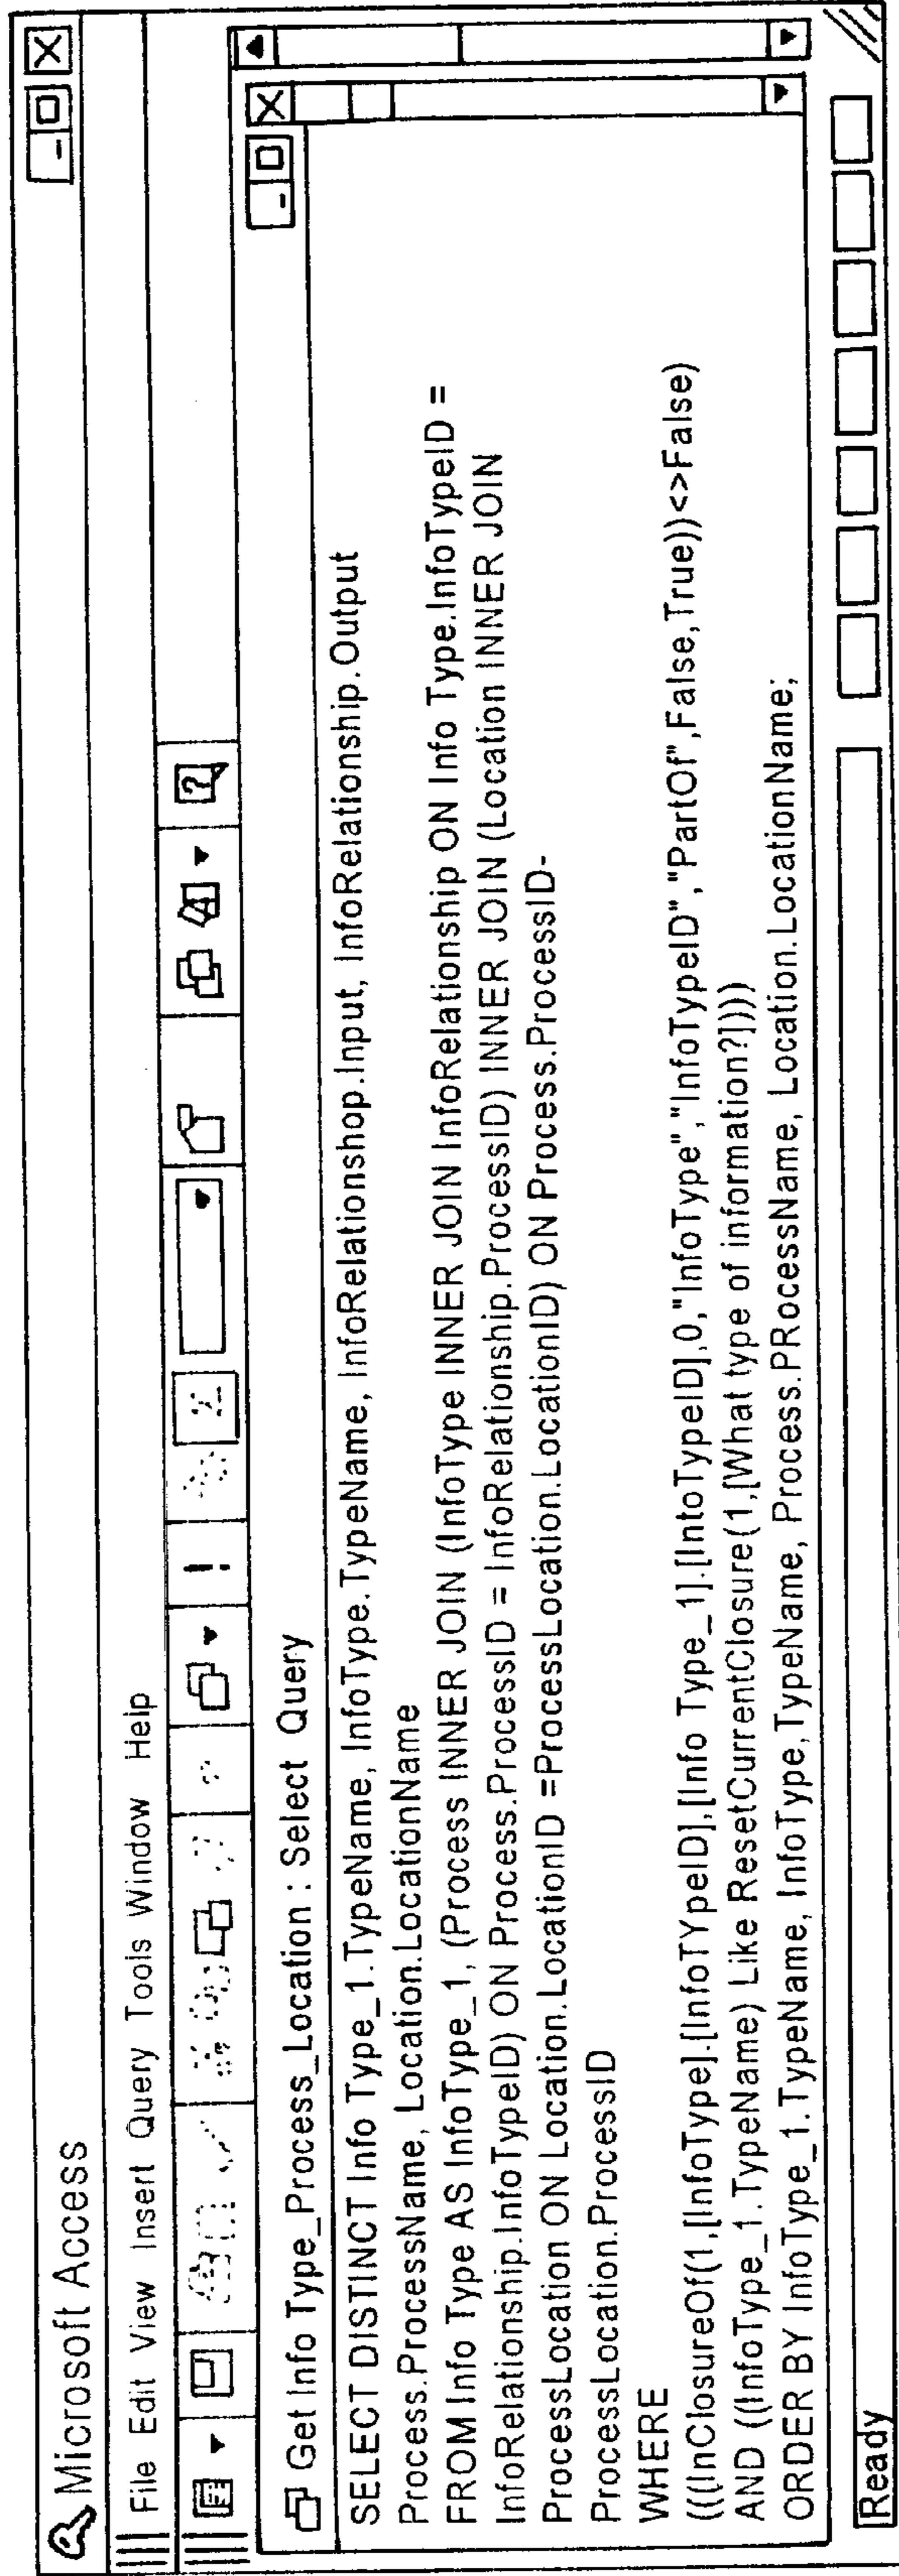 Microsoft Access
File Edit View Insert Query Tools Window Help
Get Info Type_Process_Location : Select Query
SELECT DISTINCT Info Type_1.TypeName, InfoType.TypeName, InfoRelationshop.Input, InfoRelationship.Output
Process.ProcessName, Location.LocationName
FROM Info Type AS InfoType_1, (Process INNER JOIN (InfoType INNER JOIN InfoRelationship ON Info Type.InfoTypeID =
InfoRelationship.InfoTypeID) ON Process.ProcessID = InfoRelationship.ProcessID) INNER JOIN (Location INNER JOIN
ProcessLocation ON Location.LocationID =ProcessLocation.LocationID) ON Process.ProcessID-
ProcessLocation.ProcessID
WHERE
(((InClosureOf(1,[InfoType].[InfoTYpeID],[Info Type_1].[IntoTypeID],0,"InfoType","InfoTypeID","PartOf",False,True))<>False)
AND ((InfoType_1.TypeName) Like ResetCurrentClosure(1,[What type of information?])))
ORDER BY InfoType_1.TypeName, InfoType,TypeName, Process.PRocessName, Location.LocationName;
Ready